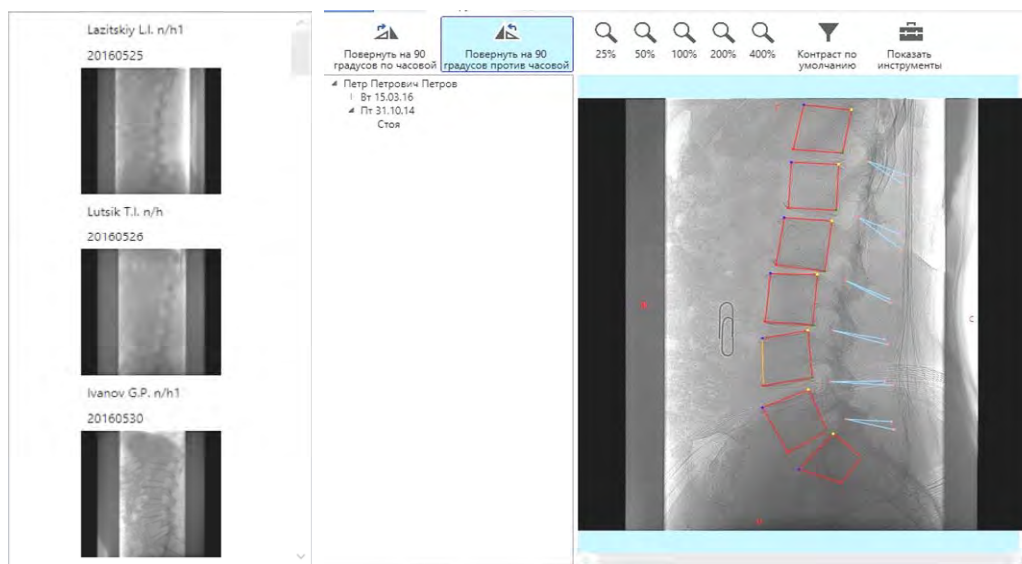 Lazitskiy L.I. n/h1
20160525
Lutsik T.I. n/h
20160526
Ivanov G.P. n/h1
20160530
Повернуть на 90
градусов по часовой
Повернуть на 90
градусов против часовой
25%
50%
100%
200%
400%
Контраст по
умолчанию
Показать
инструменты
Петр Петрович Петров
Вт 15.03.16
Пт 31.10.14
Стоя
C